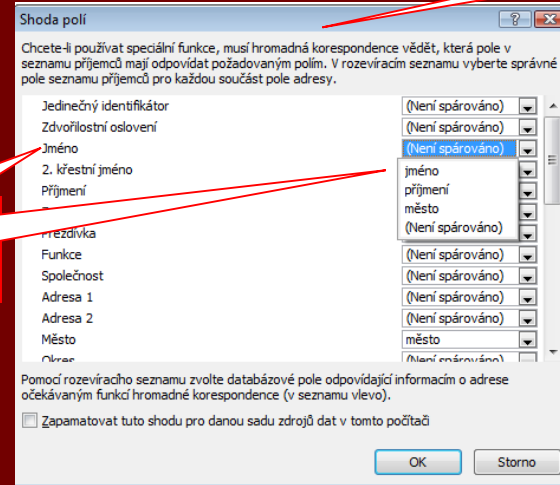 Shoda polí
Chcete-li používat speciální funkce, musí hromadná korespondence vědět, která pole v
seznamu příjemců mají odpovídat požadovaným polím. V rozevíracím seznamu vyberte správné
pole seznamu příjemců pro každou součást pole adresy.
Jedinečný identifikátor (Není spárováno)
Zdvořilostní oslovení (Není spárováno)
Jméno (Není spárováno)
2. křestní jméno
jméno
Příjmení
příjmení
město
Přezdívka
(Není spárováno)
Funkce (Není spárováno)
Společnost (Není spárováno)
Adresa 1 (Není spárováno)
Adresa 2 (Není spárováno)
Město město
Okres (Není spárováno)
Pomocí rozevíracího seznamu zvolte databázové pole odpovídající informacím o adrese
očekávaným funkcí hromadné korespondence (v seznamu vlevo).
Zapamatovat tuto shodu pro danou sadu zdrojů dat v tomto počítači
OK Storno